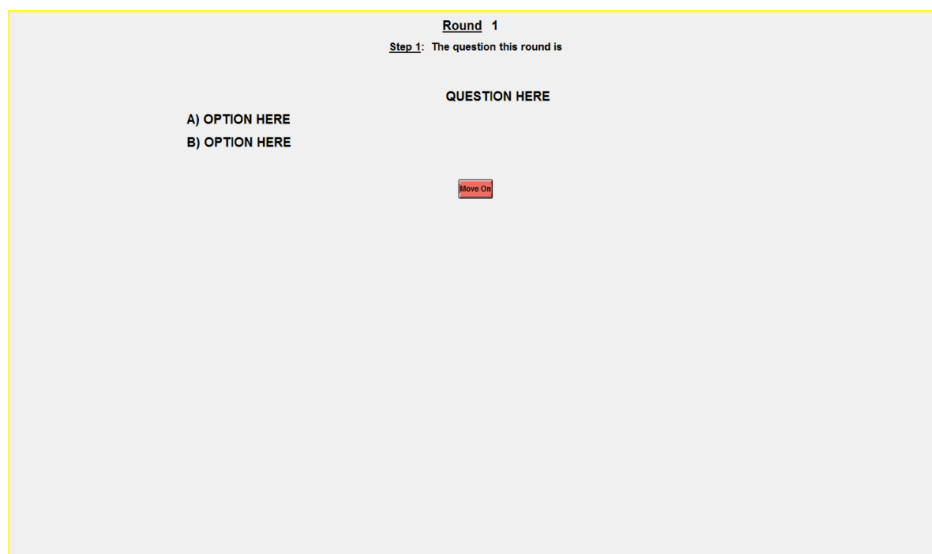 Round 1
Step 1: The question this round is
QUESTION HERE
A) OPTION HERE
B) OPTION HERE
Move On